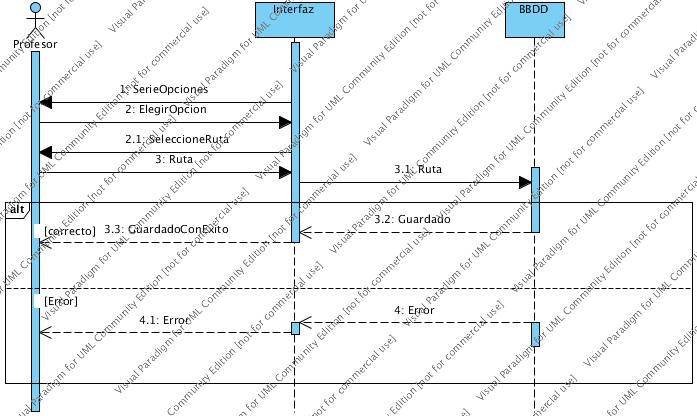 Profesor
Interfaz
BBDD
1: SerieOpciones
2: ElegirOpcion
2.1: SeleccioneRuta
3: Ruta
3.1: Ruta
alt
[correcto]
3.2: Guardado
3.3: GuardadoConExito
[Error]
4: Error
4.1: Error
Visual Paradigm for UML Community Edition [not for commercial use]